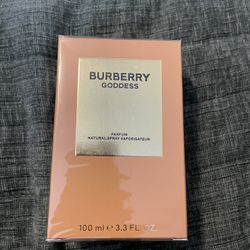 BURBERRY
GODDESS
PARFUM
NATURAL SPRAY VAPORISATEUR
100 ml ℮ 3.3 FL. OZ.